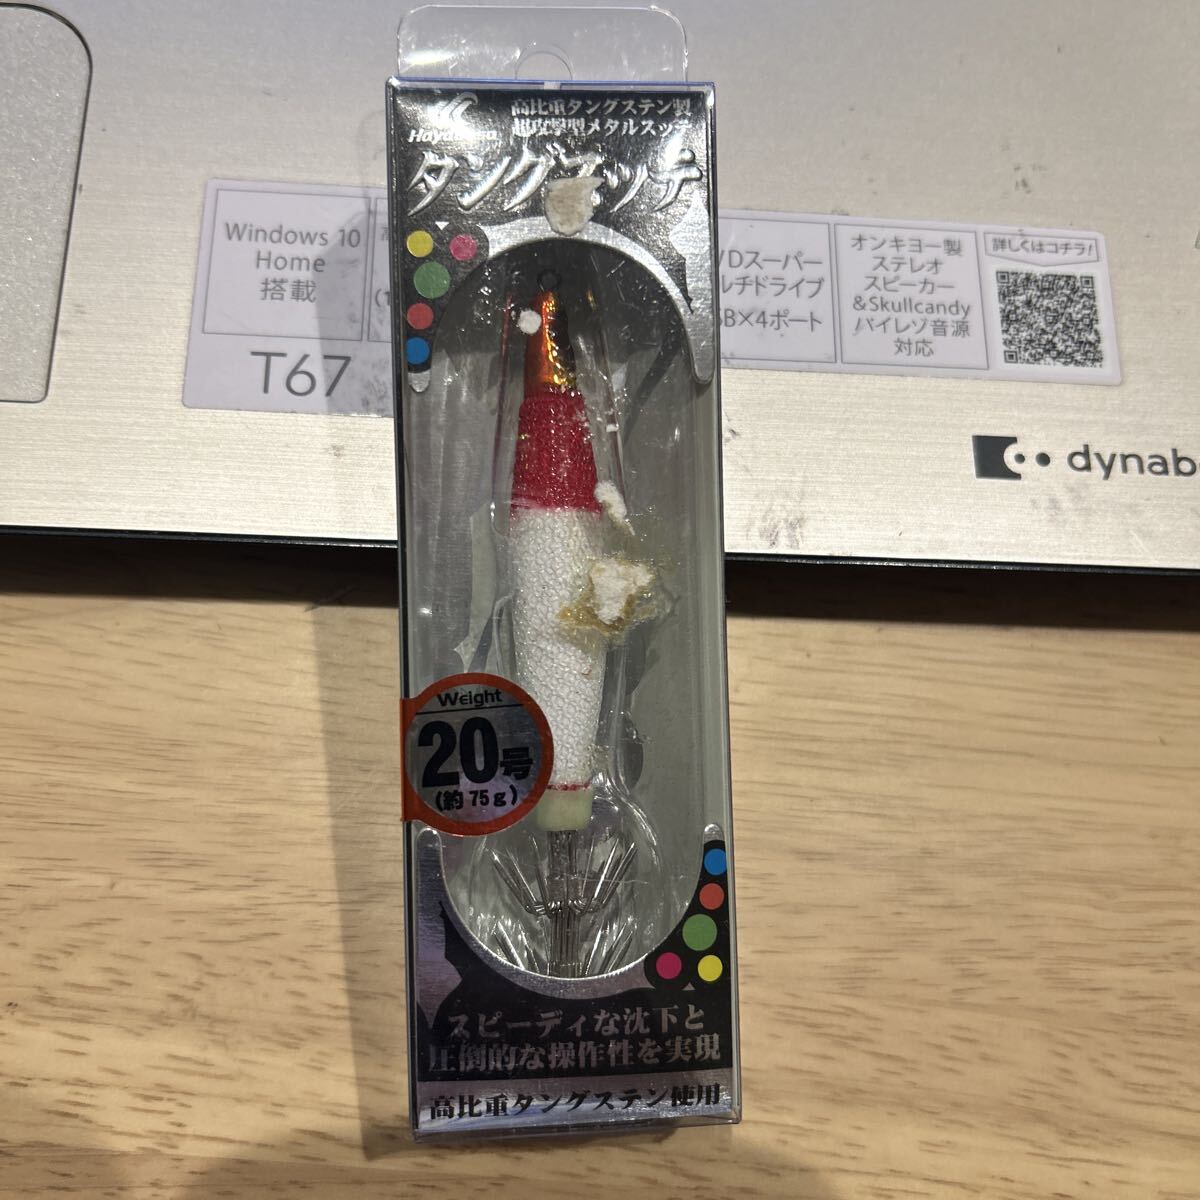 Hayabusa
高比重タングステン製
超攻撃型メタルスッテ
タングスッテ
Weight
20号
(約75g)
スピーディな沈下と
圧倒的な操作性を実現
高比重タングステン使用
Windows 10
Home
搭載
T67
Dスーパー
ルチドライブ
B×4ポート
オンキヨー製
ステレオ
スピーカー
&Skullcandy
バイレゾ音源
対応
詳しくはコチラ!
dynab